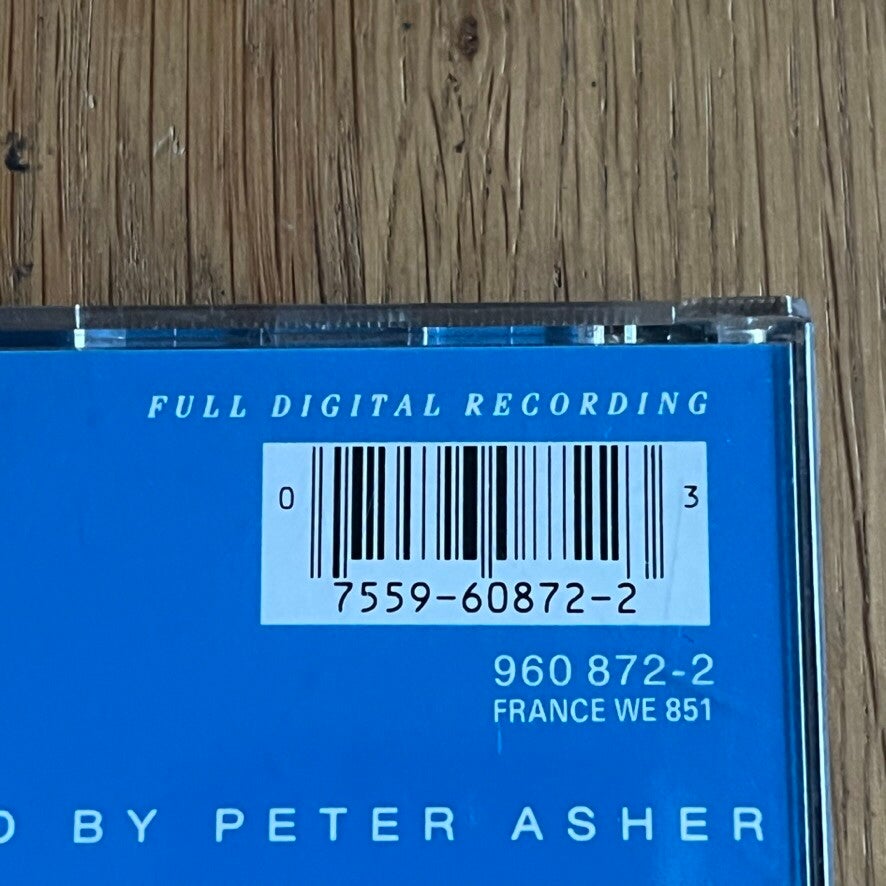 FULL DIGITAL RECORDING
0 3
7559-60872-2
960 872-2
FRANCE WE 851
BY PETER ASHER